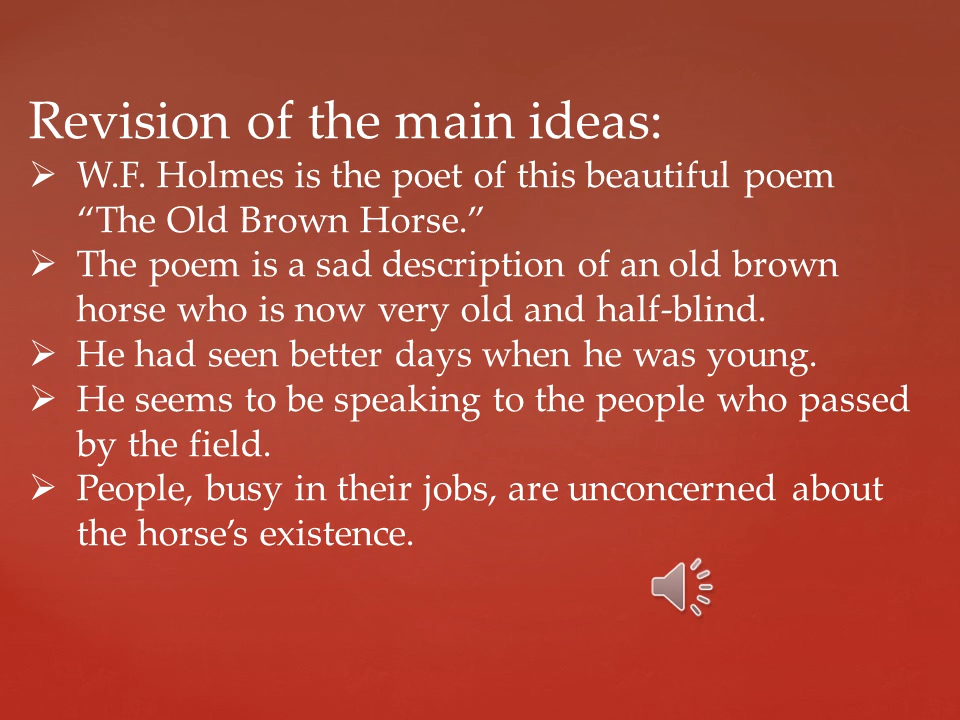 Revision of the main ideas:
➢ W.F. Holmes is the poet of this beautiful poem
“The Old Brown Horse.”
➢ The poem is a sad description of an old brown
horse who is now very old and half-blind.
➢ He had seen better days when he was young.
➢ He seems to be speaking to the people who passed
by the field.
➢ People, busy in their jobs, are unconcerned about
the horse’s existence.